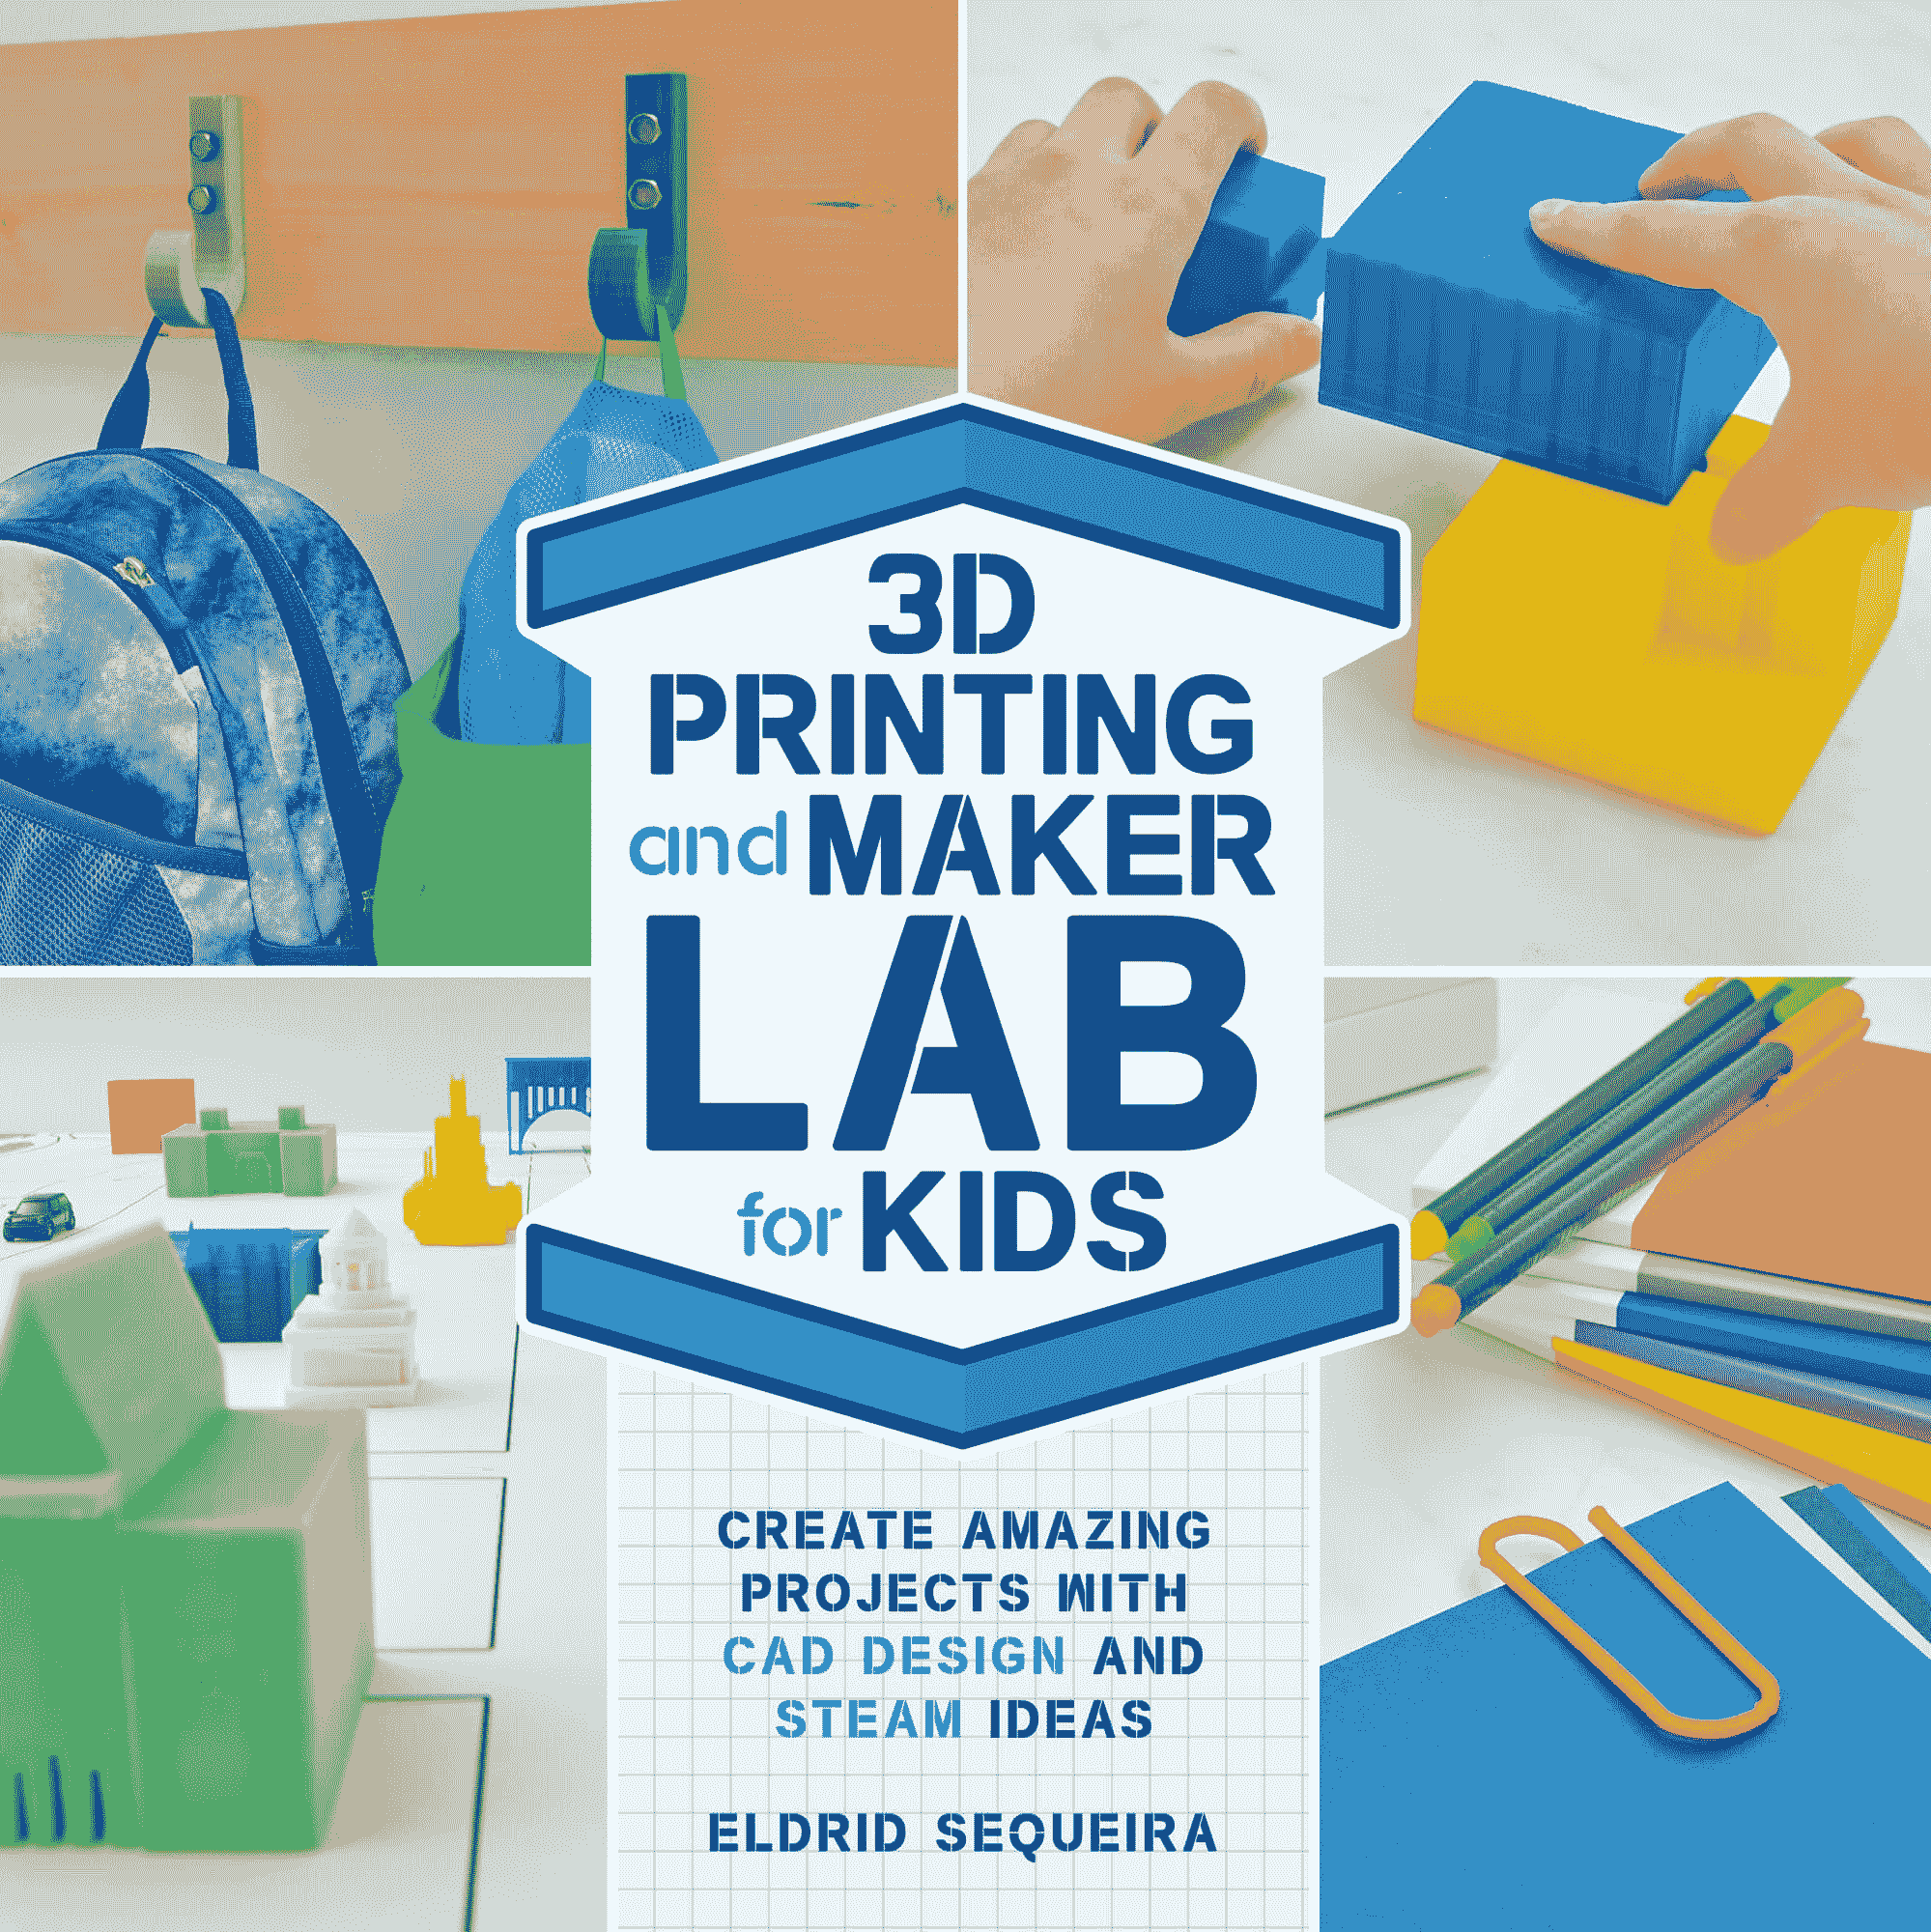 3D
PRINTING
and MAKER
LAB
for KIDS
CREATE AMAZING
PROJECTS WITH
CAD DESIGN AND
STEAM IDEAS
ELDRID SEQUEIRA